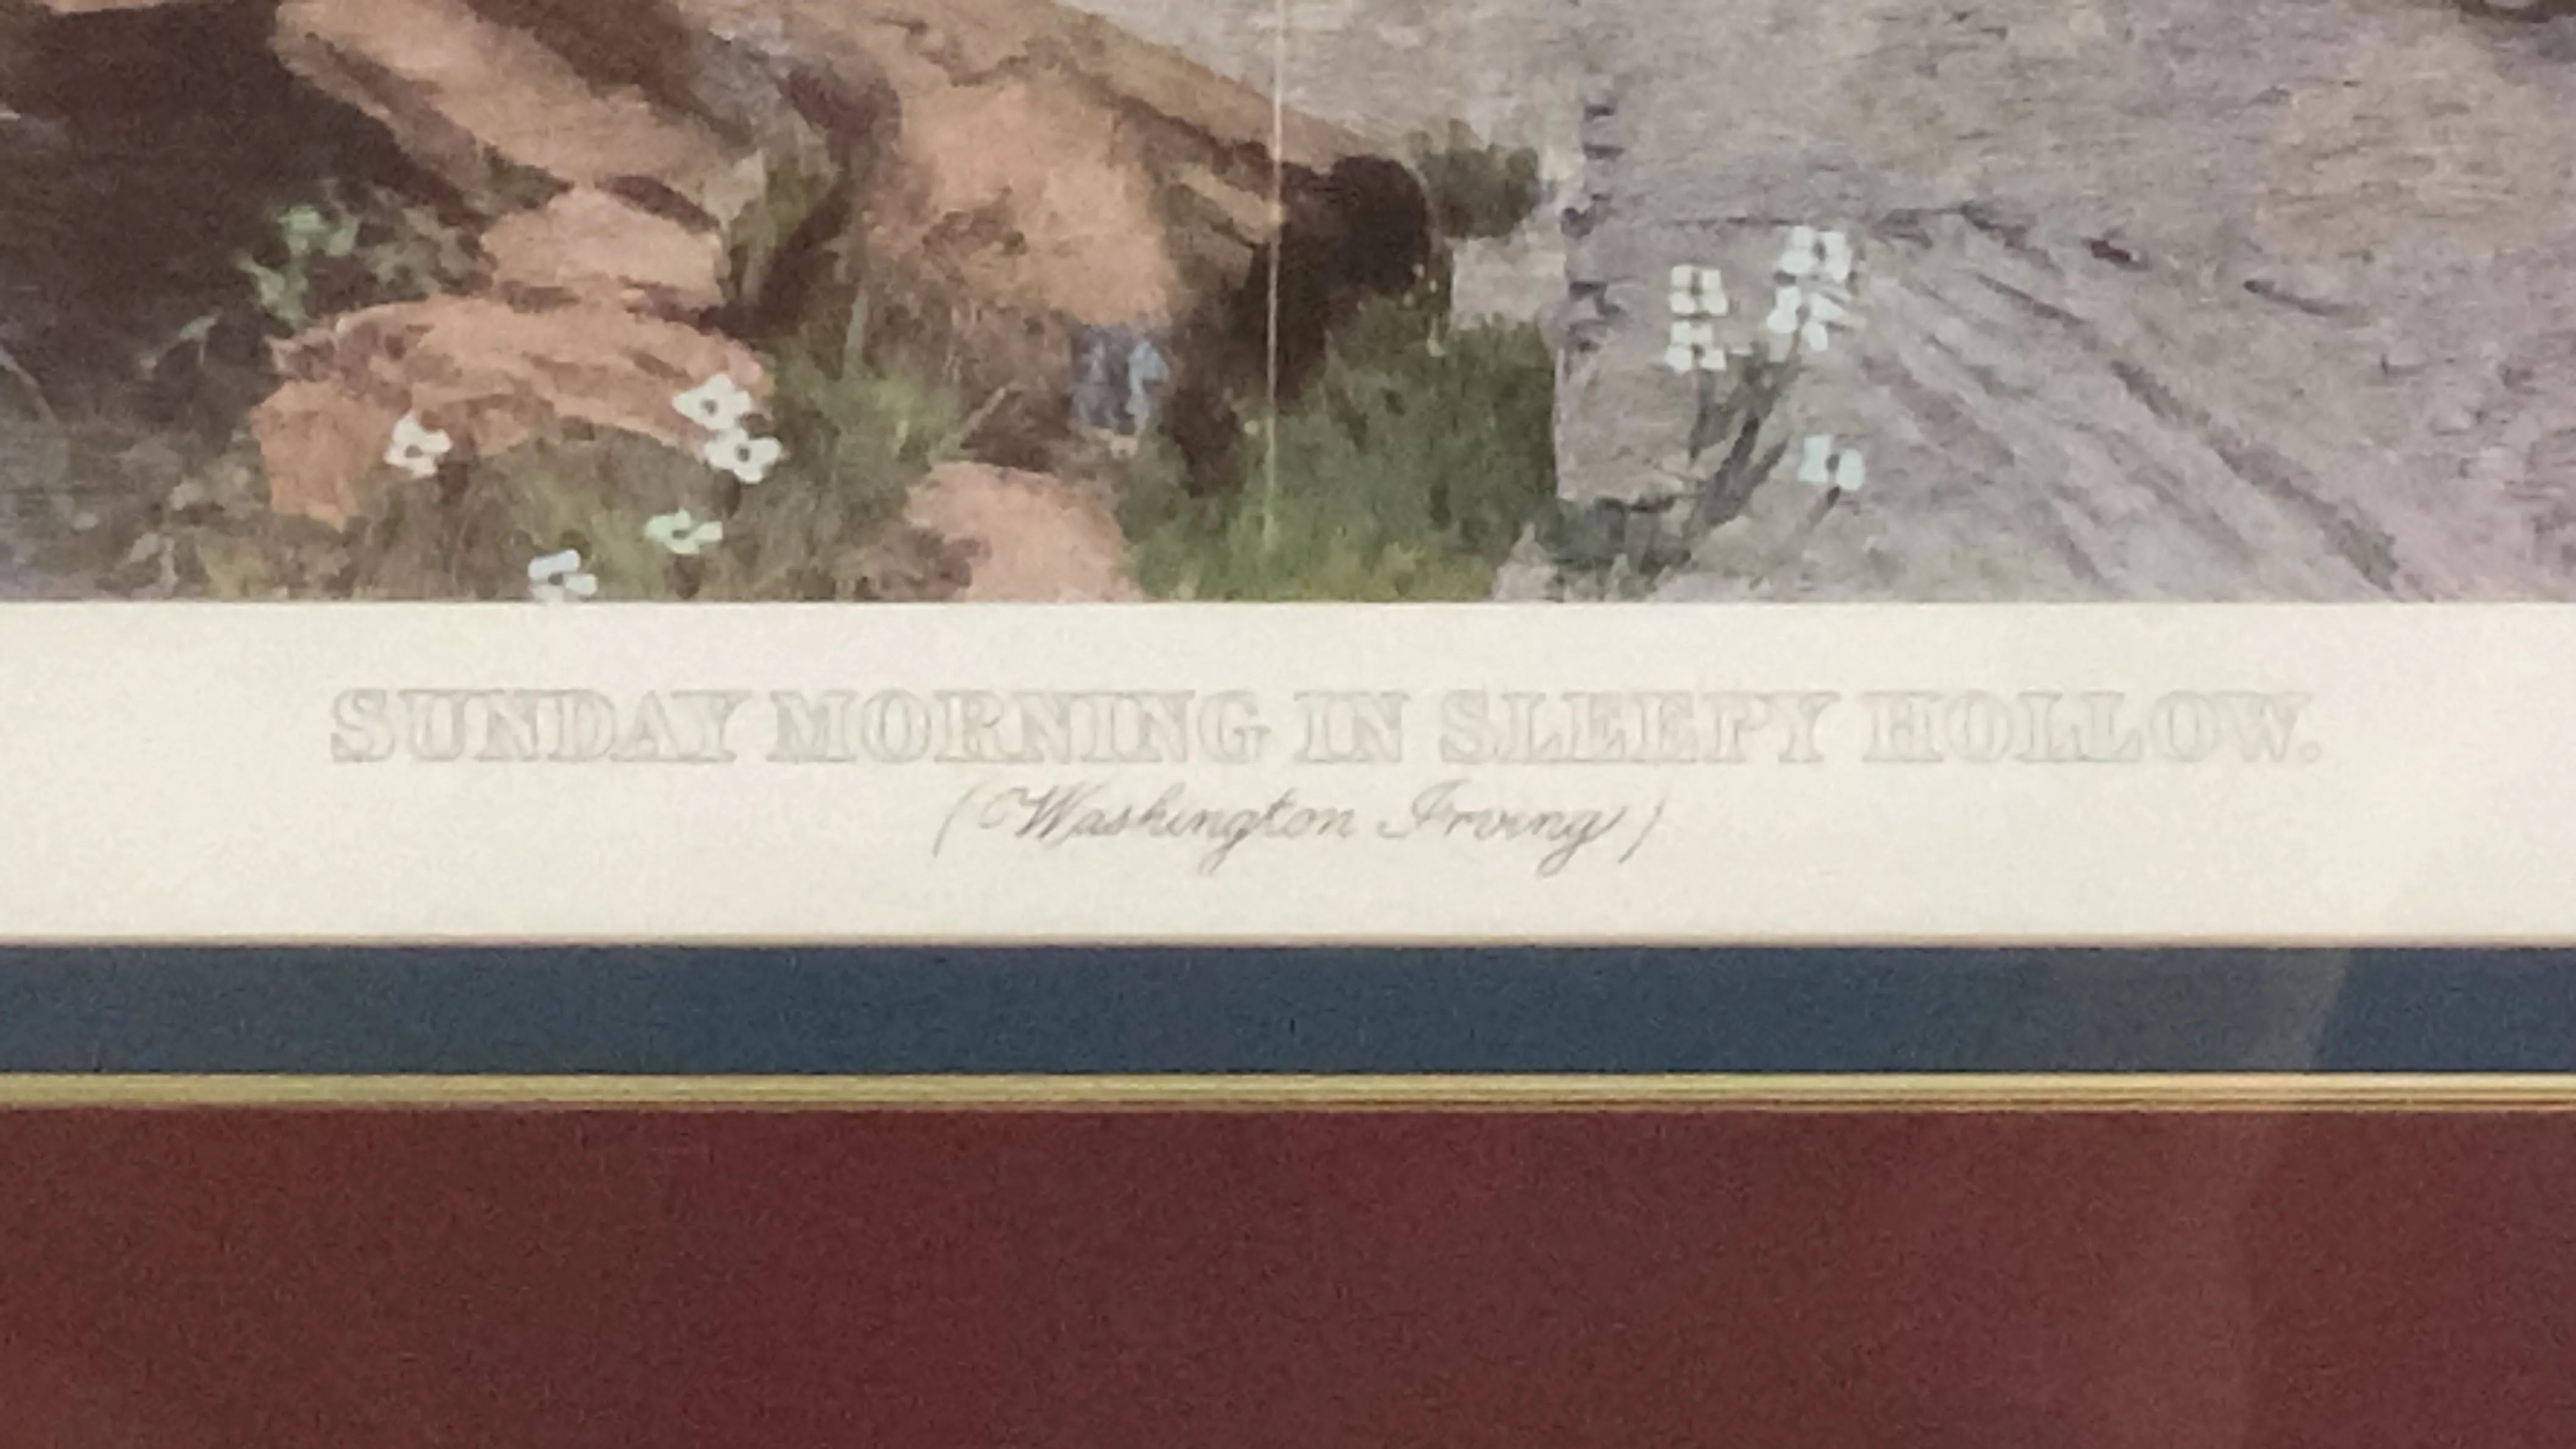 SUNDAY MORNING IN SLEEPY HOLLOW.
(Washington Irving)